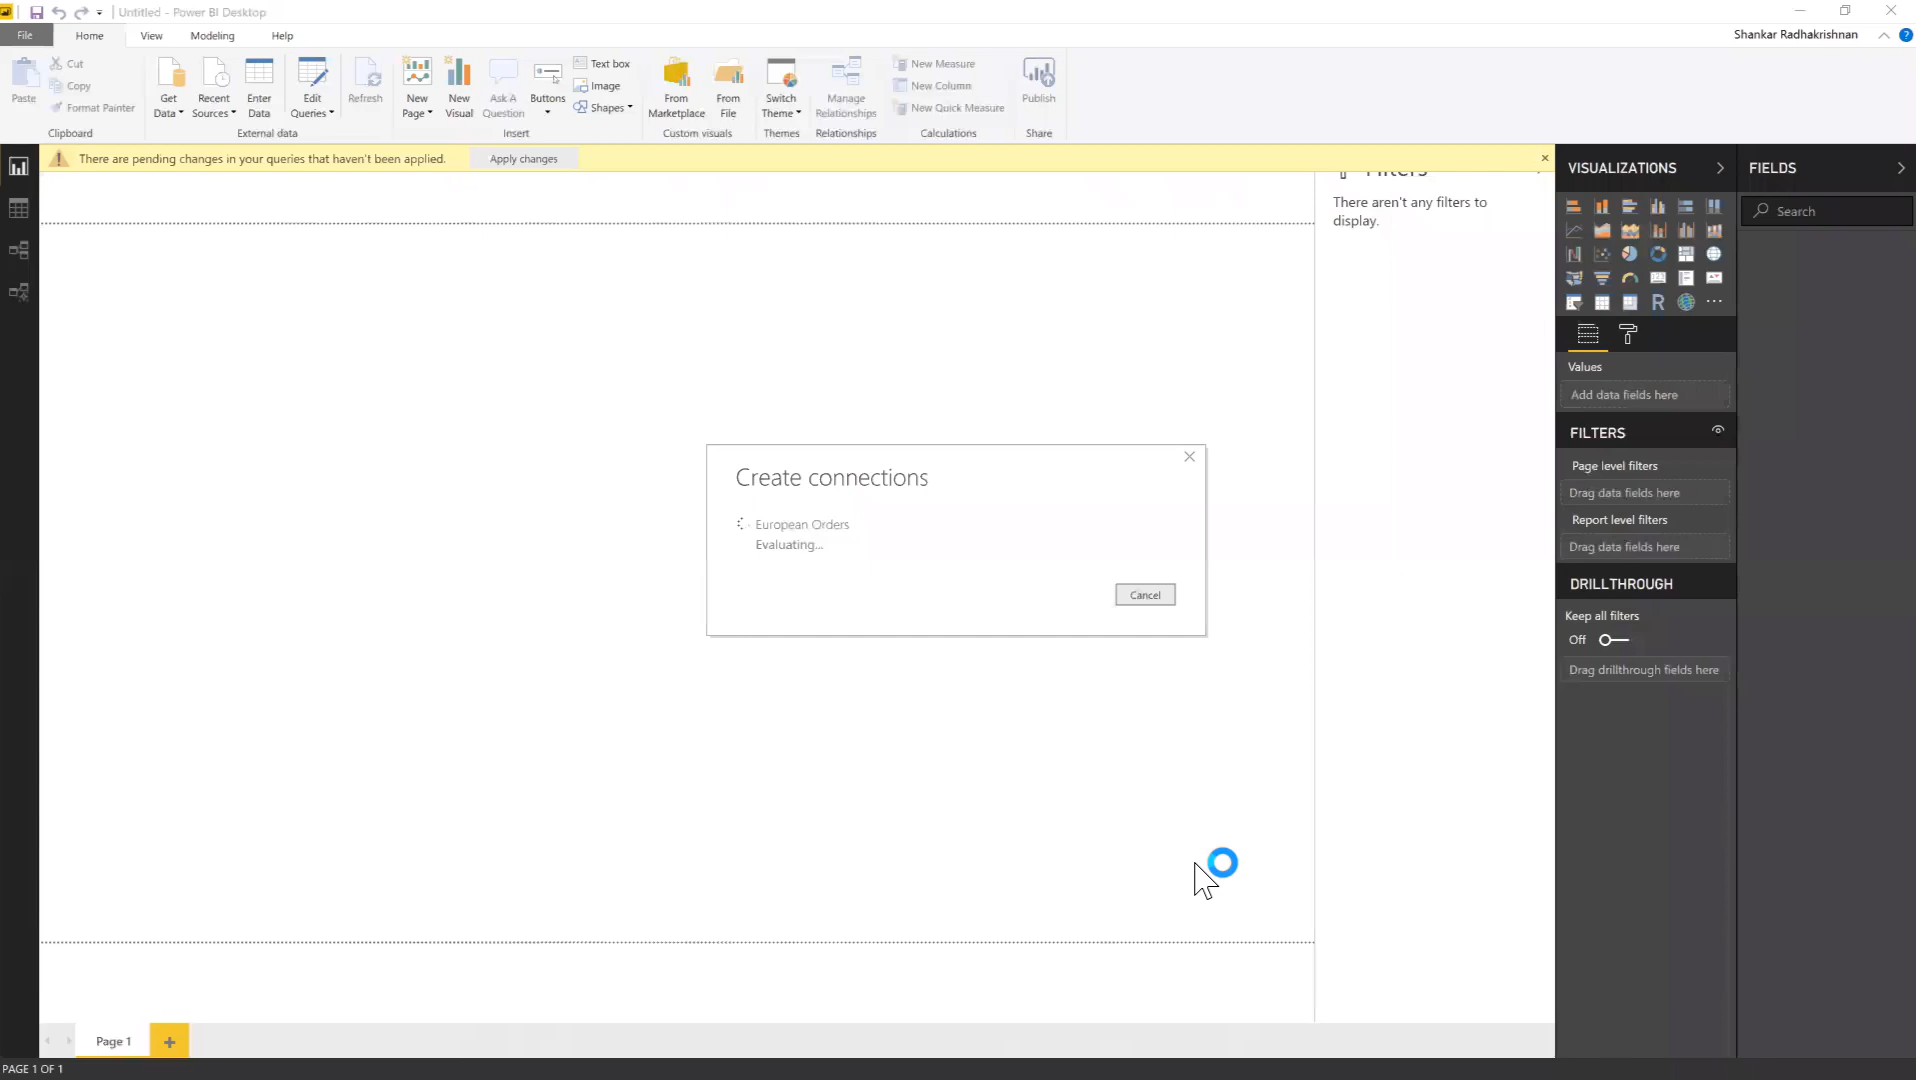 Untitled - Power BI Desktop
File Home View Modeling Help
Shankar Radhakrishnan
Paste
Cut
Copy
Format Painter
Clipboard
Get Data
Recent Sources
Enter Data
Edit Queries
Refresh
External data
New Page
New Visual
Ask A Question
Buttons
Text box
Image
Shapes
Insert
From Marketplace
From File
Custom visuals
Switch Theme
Themes
Manage Relationships
Relationships
New Measure
New Column
New Quick Measure
Calculations
Publish
Share
There are pending changes in your queries that haven't been applied. Apply changes
Filters
There aren't any filters to
display.
Create connections
European Orders
Evaluating...
Cancel
VISUALIZATIONS
R
Values
Add data fields here
FILTERS
Page level filters
Drag data fields here
Report level filters
Drag data fields here
DRILLTHROUGH
Keep all filters
Off
Drag drillthrough fields here
FIELDS
Search
Page 1
PAGE 1 OF 1